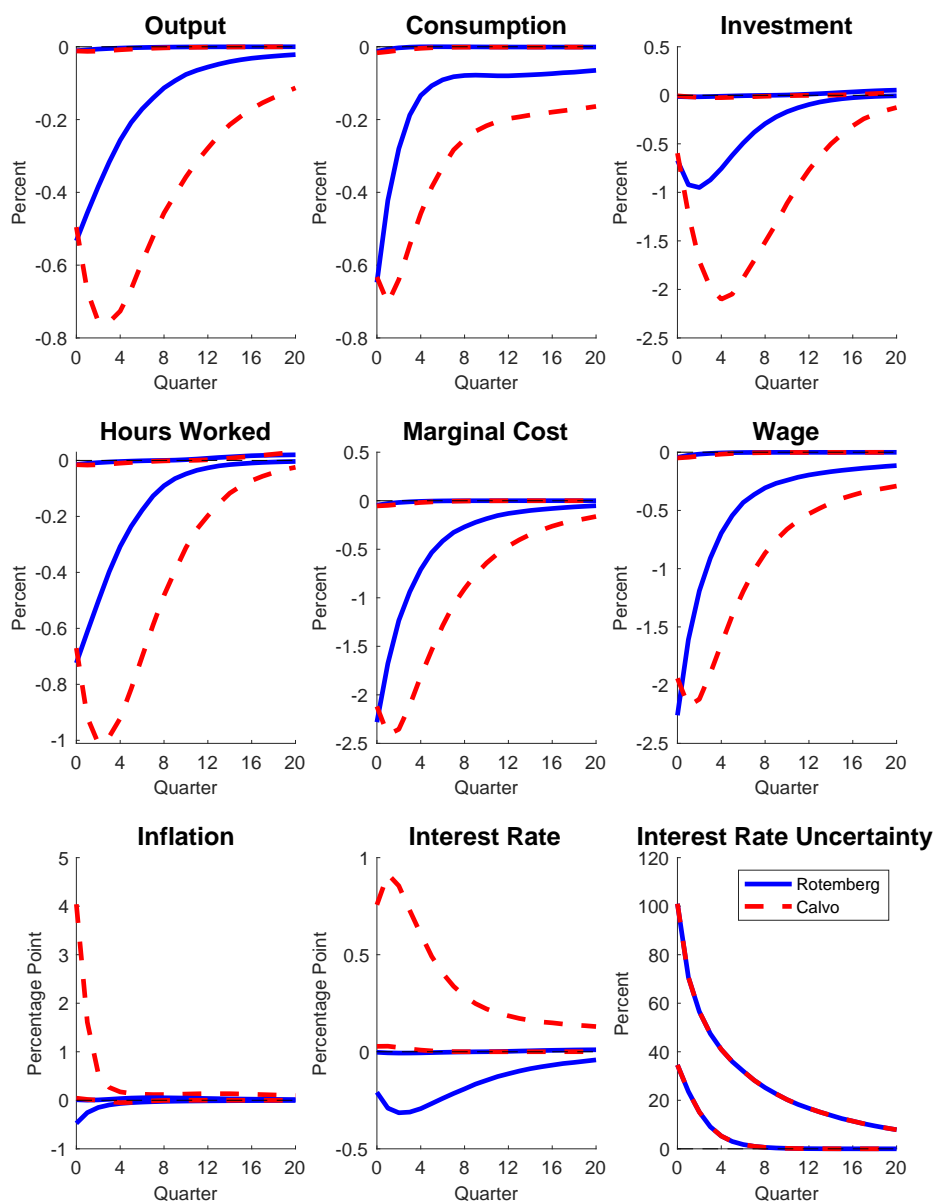 Output
Consumption
Investment
0
-0.2
-0.4
-0.6
-0.8
Percent
0 4 8 12 16 20
Quarter
0
-0.2
-0.4
-0.6
-0.8
Percent
0 4 8 12 16 20
Quarter
0.5
0
-0.5
-1
-1.5
-2
-2.5
Percent
0 4 8 12 16 20
Quarter
Hours Worked
Marginal Cost
Wage
0
-0.2
-0.4
-0.6
-0.8
-1
Percent
0 4 8 12 16 20
Quarter
0.5
0
-0.5
-1
-1.5
-2
-2.5
Percent
0 4 8 12 16 20
Quarter
0
-0.5
-1
-1.5
-2
-2.5
Percent
0 4 8 12 16 20
Quarter
Inflation
Interest Rate
Interest Rate Uncertainty
5
4
3
2
1
0
-1
Percentage Point
0 4 8 12 16 20
Quarter
1
0.5
0
-0.5
Percentage Point
0 4 8 12 16 20
Quarter
120
100
80
60
40
20
0
Percent
Rotemberg
Calvo
0 4 8 12 16 20
Quarter